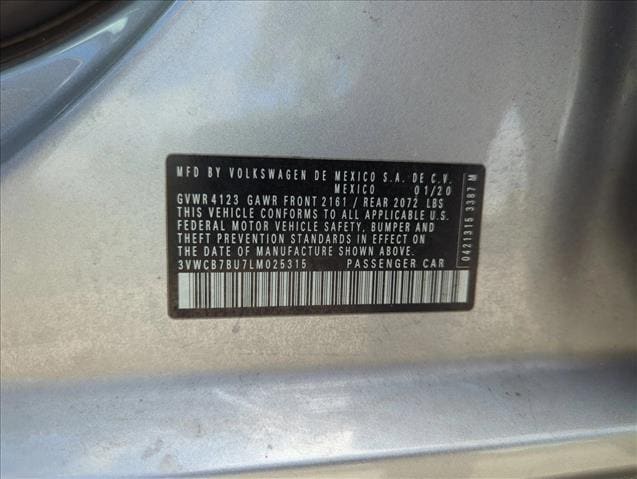 MFD BY VOLKSWAGEN DE MEXICO S.A. DE C.V.
MEXICO 01/20
GVWR 4123 GAWR FRONT 2161 / REAR 2072 LBS
THIS VEHICLE CONFORMS TO ALL APPLICABLE U.S.
FEDERAL MOTOR VEHICLE SAFETY, BUMPER AND
THEFT PREVENTION STANDARDS IN EFFECT ON
THE DATE OF MANUFACTURE SHOWN ABOVE.
3VWCB7BU7LM025315 PASSENGER CAR
0421315 3387 M